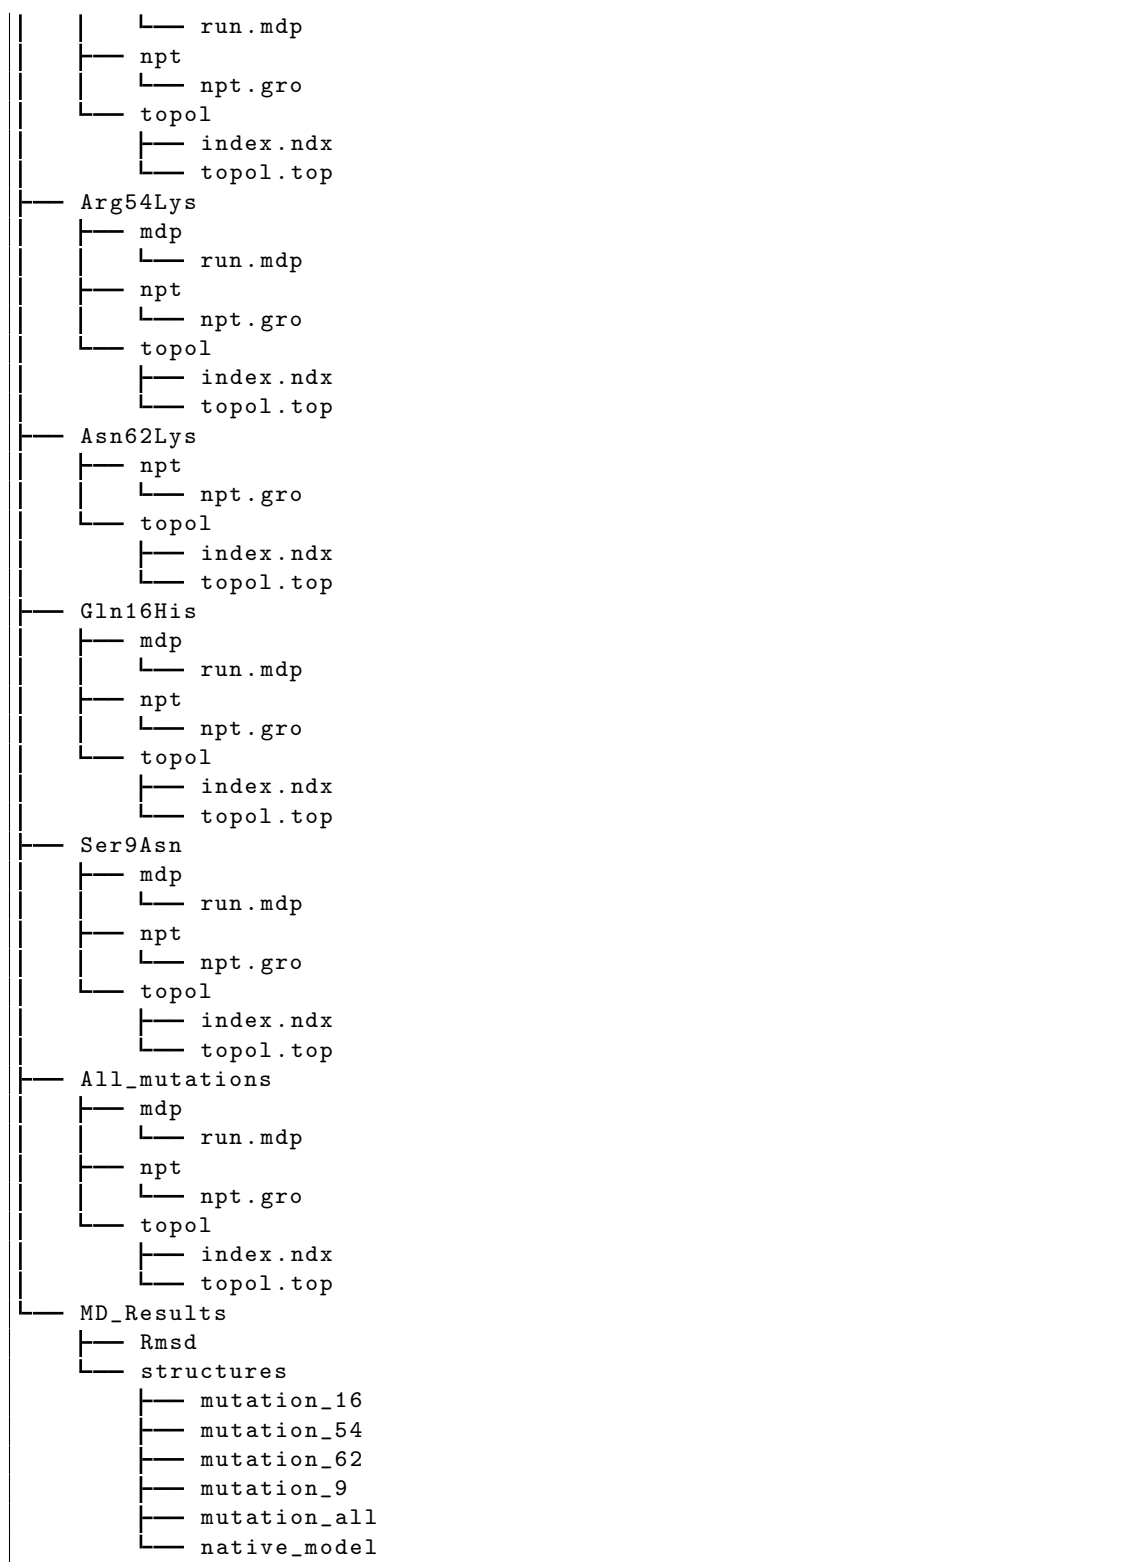 │   │   └── run.mdp
│   ├── npt
│   │   └── npt.gro
│   └── topol
│       ├── index.ndx
│       └── topol.top
├── Arg54Lys
│   ├── mdp
│   │   └── run.mdp
│   ├── npt
│   │   └── npt.gro
│   └── topol
│       ├── index.ndx
│       └── topol.top
├── Asn62Lys
│   ├── npt
│   │   └── npt.gro
│   └── topol
│       ├── index.ndx
│       └── topol.top
├── Gln16His
│   ├── mdp
│   │   └── run.mdp
│   ├── npt
│   │   └── npt.gro
│   └── topol
│       ├── index.ndx
│       └── topol.top
├── Ser9Asn
│   ├── mdp
│   │   └── run.mdp
│   ├── npt
│   │   └── npt.gro
│   └── topol
│       ├── index.ndx
│       └── topol.top
├── All_mutations
│   ├── mdp
│   │   └── run.mdp
│   ├── npt
│   │   └── npt.gro
│   └── topol
│       ├── index.ndx
│       └── topol.top
└── MD_Results
    ├── Rmsd
    └── structures
        ├── mutation_16
        ├── mutation_54
        ├── mutation_62
        ├── mutation_9
        ├── mutation_all
        └── native_model